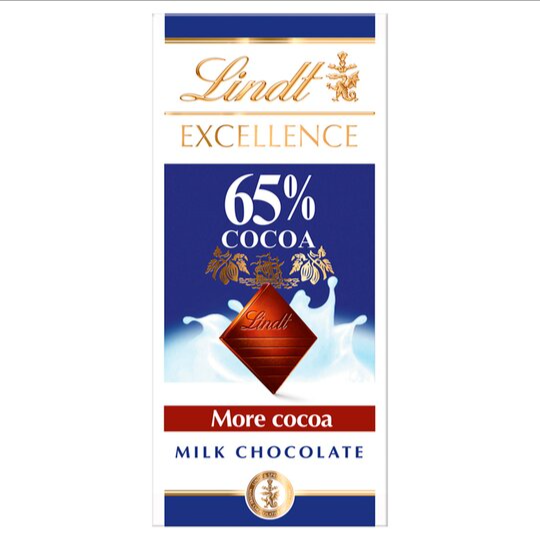 Lindt
EXCELLENCE
65%
COCOA
Lindt
More cocoa
MILK CHOCOLATE